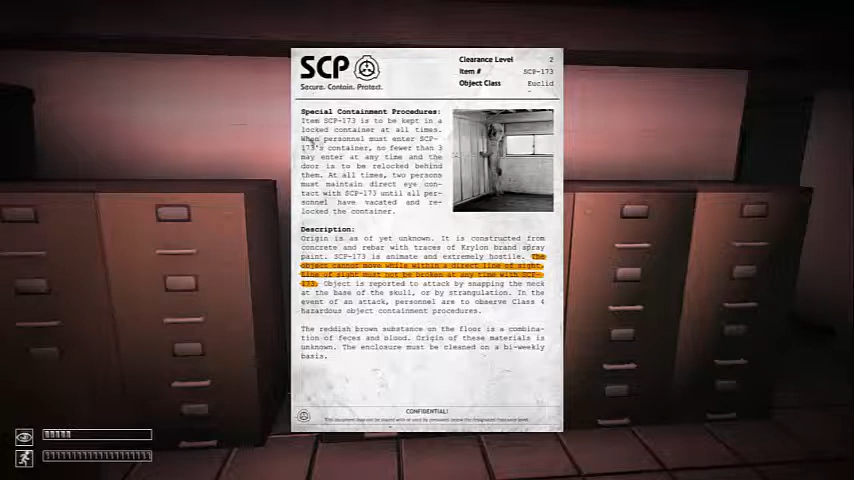 SCP
Secure. Contain. Protect.
Clearance Level 2
Item # SCP-173
Object Class Euclid
Special Containment Procedures:
Item SCP-173 is to be kept in a
locked container at all times.
When personnel must enter SCP-
173's container, no fewer than 3
may enter at any time and the
door is to be relocked behind
them. At all times, two persons
must maintain direct eye con-
tact with SCP-173 until all per-
sonnel have vacated and re-
locked the container.
Description:
Origin is as of yet unknown. It is constructed from
concrete and rebar with traces of Krylon brand spray
paint. SCP-173 is animate and extremely hostile. The
object cannot move while within a direct line of sight.
Line of sight must not be broken at any time with SCP-
173. Object is reported to attack by snapping the neck
at the base of the skull, or by strangulation. In the
event of an attack, personnel are to observe Class 4
hazardous object containment procedures.
The reddish brown substance on the floor is a combina-
tion of feces and blood. Origin of these materials is
unknown. The enclosure must be cleaned on a bi-weekly
basis.
CONFIDENTIAL!